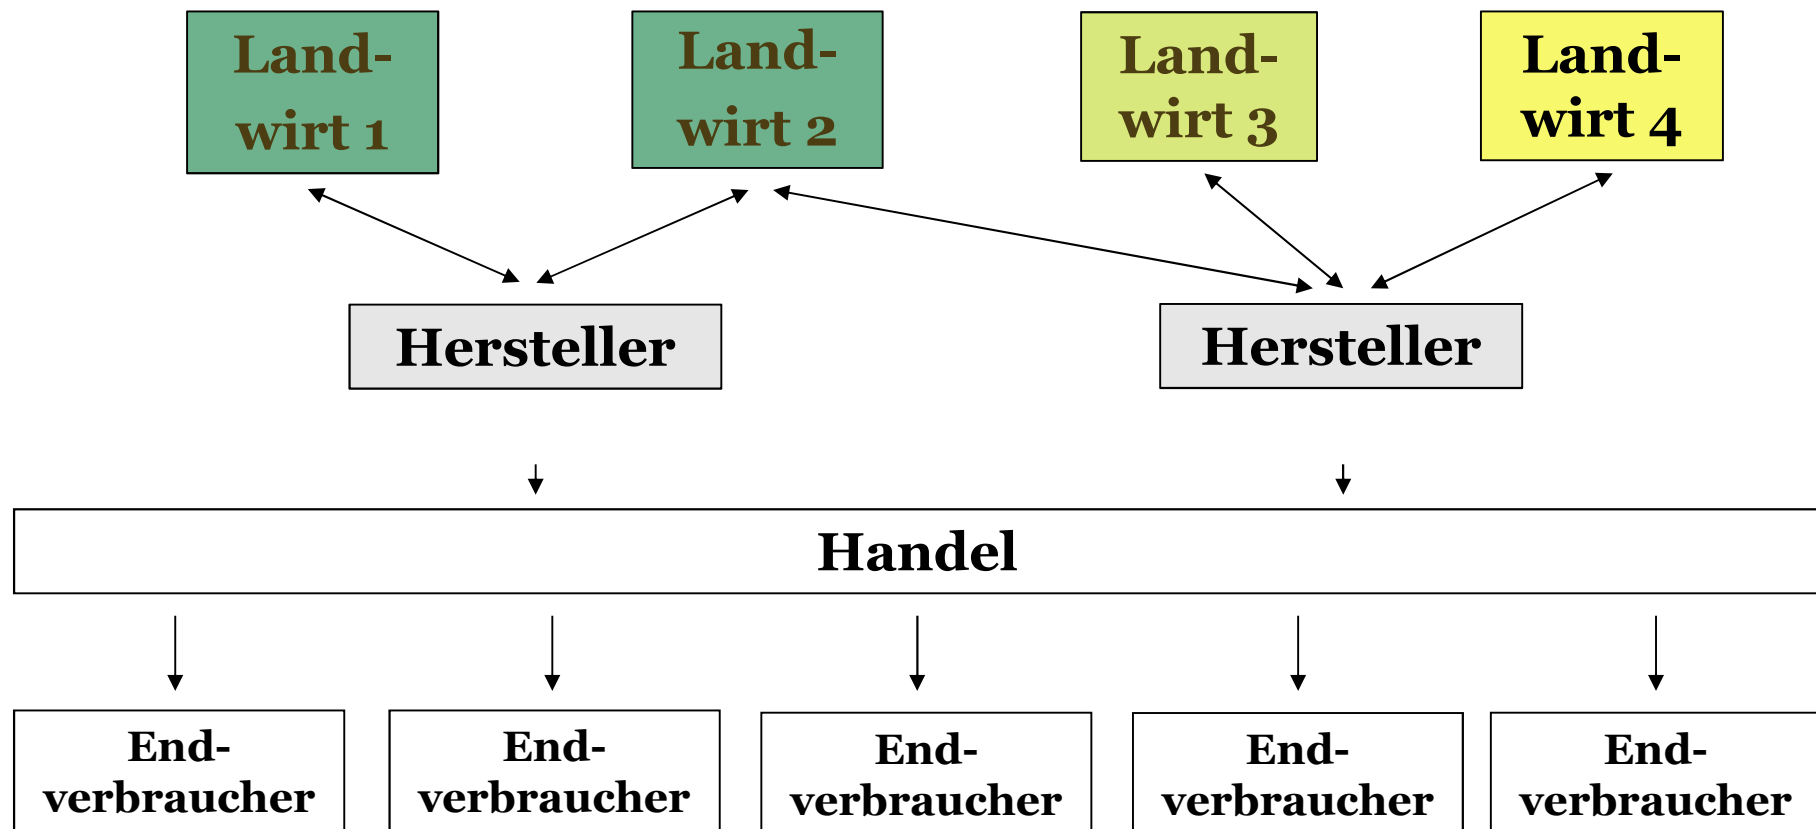 Land-
wirt 1
Land-
wirt 2
Land-
wirt 3
Land-
wirt 4
Hersteller
Hersteller
Handel
End-
verbraucher
End-
verbraucher
End-
verbraucher
End-
verbraucher
End-
verbraucher